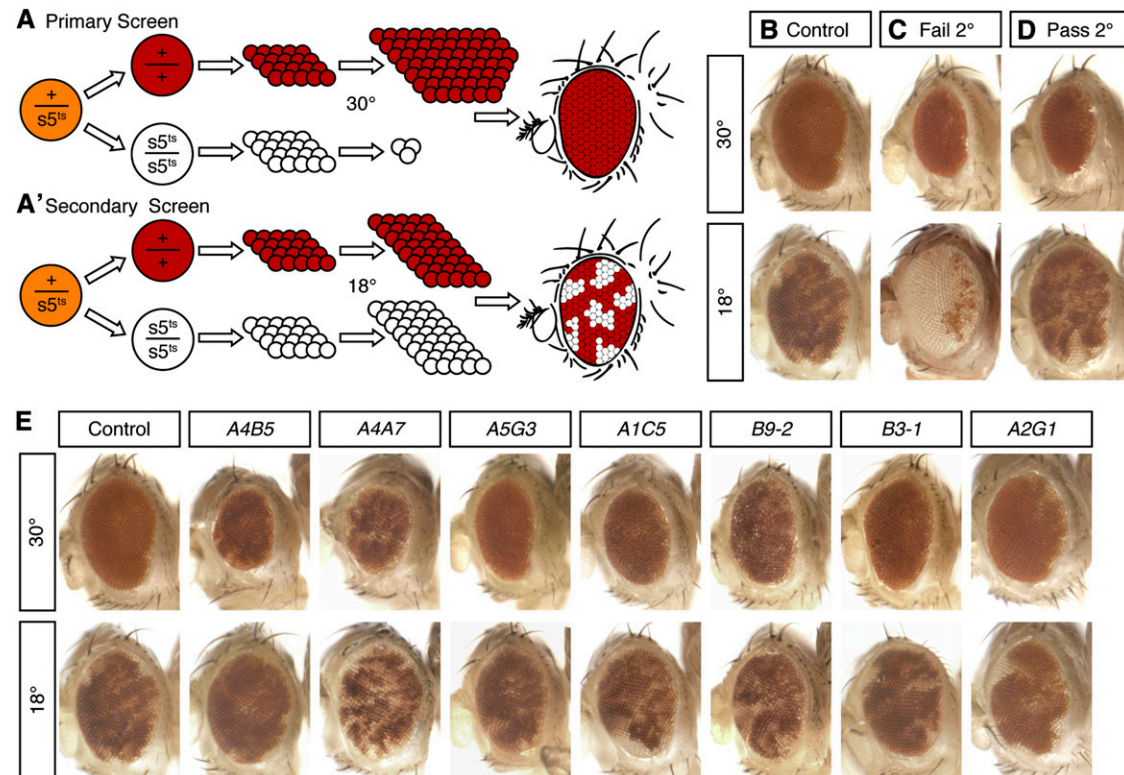 A Primary Screen
+
s5ts
+
+
30°
s5ts
s5ts
A' Secondary Screen
+
s5ts
+
+
18°
s5ts
s5ts
B Control
C Fail 2°
D Pass 2°
30°
18°
E
Control
A4B5
A4A7
A5G3
A1C5
B9-2
B3-1
A2G1
30°
18°